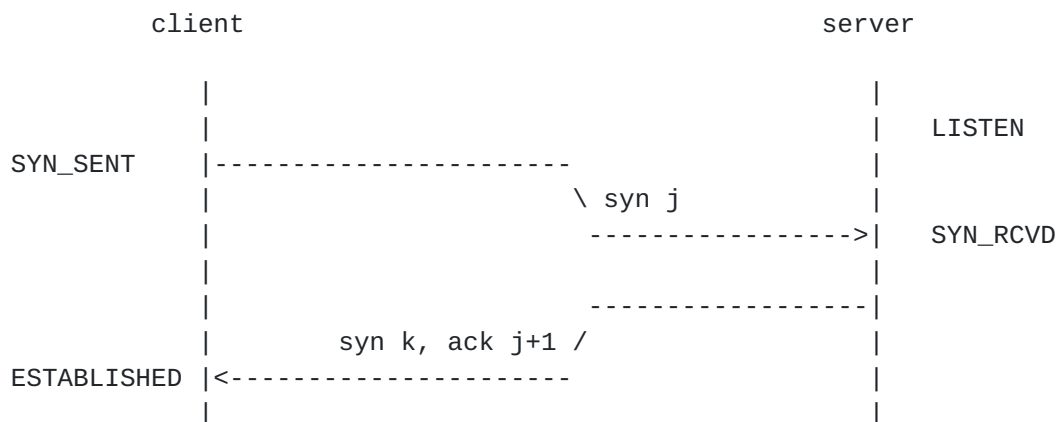 client server
LISTEN
SYN_SENT
\ syn j
SYN_RCVD
syn k, ack j+1 /
ESTABLISHED